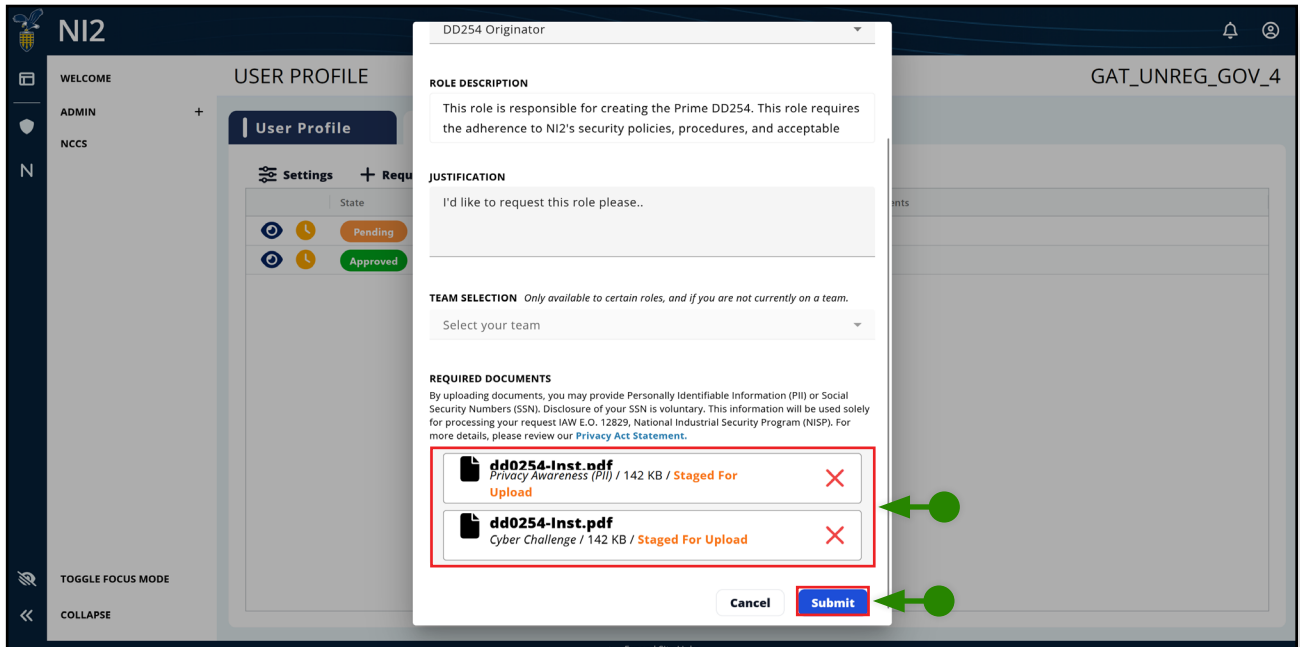 NI2
DD254 Originator
WELCOME
USER PROFILE
GAT_UNREG_GOV_4
ROLE DESCRIPTION
This role is responsible for creating the Prime DD254. This role requires
the adherence to NI2's security policies, procedures, and acceptable
ADMIN +
User Profile
NCCS
N
Settings
Requ
JUSTIFICATION
I'd like to request this role please..
State
ents
Pending
Approved
TEAM SELECTION Only available to certain roles, and if you are not currently on a team.
Select your team
REQUIRED DOCUMENTS
By uploading documents, you may provide Personally Identifiable Information (PII) or Social
Security Numbers (SSN). Disclosure of your SSN is voluntary. This information will be used solely
for processing your request IAW E.O. 12829, National Industrial Security Program (NISP). For
more details, please review our Privacy Act Statement.
dd0254-Inst.pdf
Privacy Awareness (PII) / 142 KB / Staged For
Upload
dd0254-Inst.pdf
Cyber Challenge / 142 KB / Staged For Upload
TOGGLE FOCUS MODE
Cancel
Submit
COLLAPSE